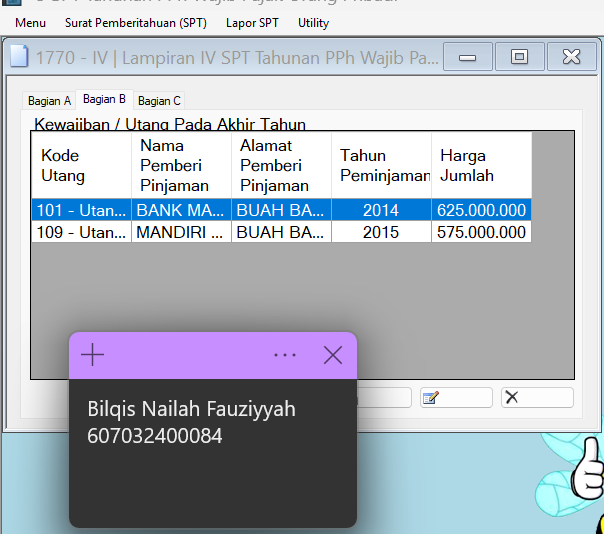 Menu Surat Pemberitahuan (SPT) Lapor SPT Utility
1770 - IV | Lampiran IV SPT Tahunan PPh Wajib Pa...
Bagian A Bagian B Bagian C
Kewajiban / Utang Pada Akhir Tahun
Kode Utang Nama Pemberi Pinjaman Alamat Pemberi Pinjaman Tahun Peminjaman Harga Jumlah
101 - Utan... BANK MA... BUAH BA... 2014 625.000.000
109 - Utan... MANDIRI ... BUAH BA... 2015 575.000.000
Bilqis Nailah Fauziyyah
607032400084